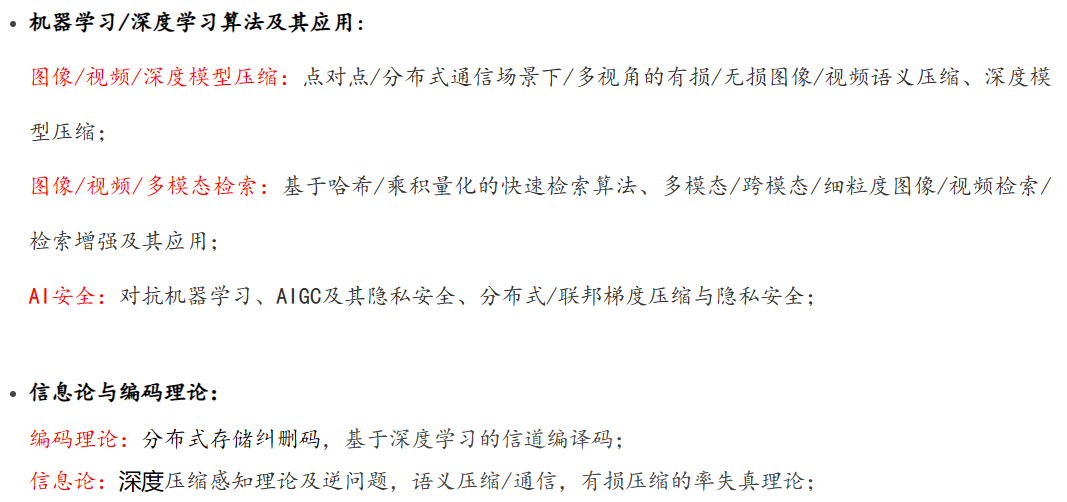 • 机器学习/深度学习算法及其应用:
图像/视频/深度模型压缩：点对点/分布式通信场景下/多视角的有损/无损图像/视频语义压缩、深度模
型压缩；
图像/视频/多模态检索：基于哈希/乘积量化的快速检索算法、多模态/跨模态/细粒度图像/视频检索/
检索增强及其应用；
AI安全：对抗机器学习、AIGC及其隐私安全、分布式/联邦梯度压缩与隐私安全；
• 信息论与编码理论：
编码理论：分布式存储纠删码，基于深度学习的信道编译码；
信息论：深度压缩感知理论及逆问题，语义压缩/通信，有损压缩的率失真理论；